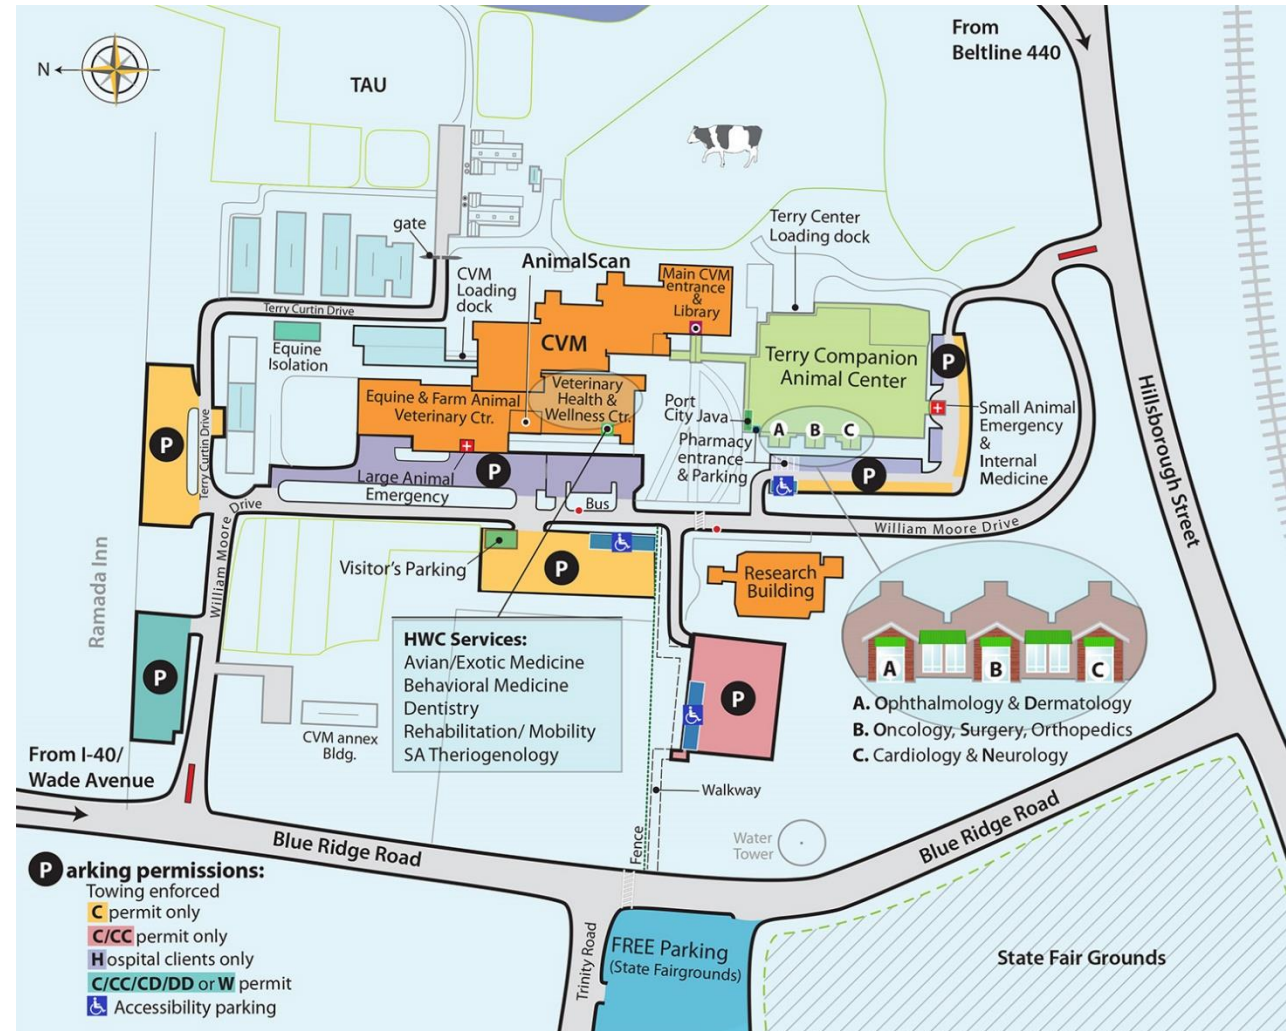 From
Beltline 440
N
TAU
gate
AnimalScan
Terry Center
Loading dock
CVM
Loading
dock
Main CVM
entrance
&
Library
Terry Curtin Drive
Equine
Isolation
CVM
Terry Companion
Animal Center
P
Hillsborough Street
Equine & Farm Animal
Veterinary Ctr.
Veterinary
Health &
Wellness Ctr.
Port
City Java
A
B
C
Small Animal
Emergency
&
Internal
Medicine
Pharmacy
entrance
& Parking
P
Terry Curtin Drive
P
P
Large Animal
Emergency
Bus
William Moore Drive
William Moore Drive
Ramada Inn
Visitor's Parking
P
Research
Building
HWC Services:
Avian/Exotic Medicine
Behavioral Medicine
Dentistry
Rehabilitation/ Mobility
SA Theriogenology
P
P
A
B
C
A. Ophthalmology & Dermatology
B. Oncology, Surgery, Orthopedics
C. Cardiology & Neurology
CVM annex
Bldg.
From I-40/
Wade Avenue
Walkway
Fence
Water
Tower
Blue Ridge Road
Blue Ridge Road
Parking permissions:
Towing enforced
C permit only
C/CC permit only
Hospital clients only
C/CC/CD/DD or W permit
Accessibility parking
Trinity Road
FREE Parking
(State Fairgrounds)
State Fair Grounds